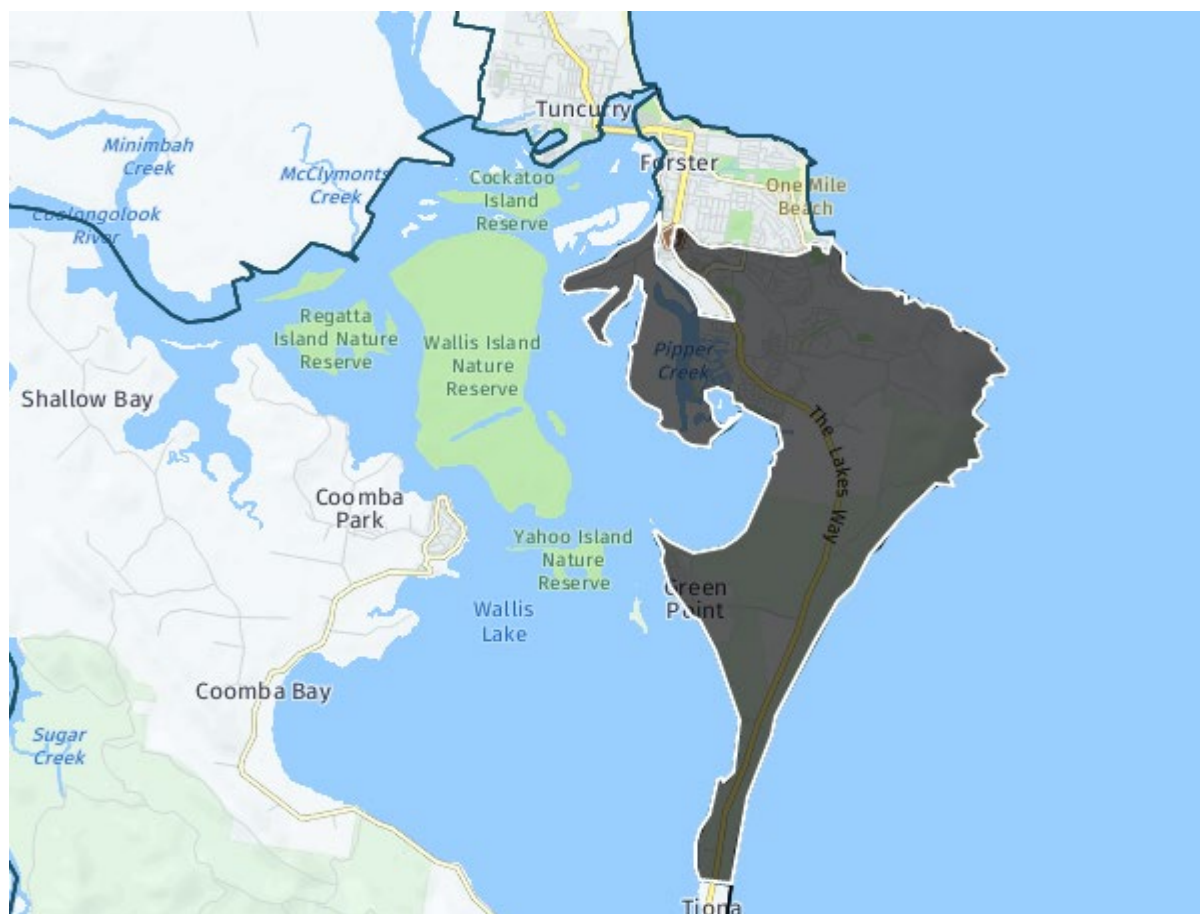 Tuncurry
Minimbah
Creek
McClymonts
Creek
Forster
Cockatoo
Island
Reserve
One Mile
Beach
Coolongolook
River
Regatta
Island Nature
Reserve
Wallis Island
Nature
Reserve
Pipper
Creek
Shallow Bay
The Lakes Way
Coomba
Park
Yahoo Island
Nature
Reserve
Green
Point
Wallis
Lake
Coomba Bay
Sugar
Creek
Tiona